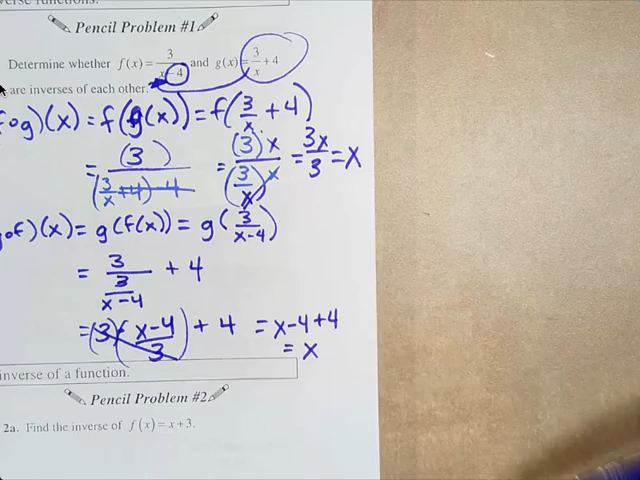 verse functions.
Pencil Problem #1
Determine whether f(x) = 3/(x−4) and g(x) = 3/x + 4
are inverses of each other.
(f∘g)(x) = f(g(x)) = f(3/x + 4)
= (3)/((3/x + 4) − 4) = (3)x/((3/x)x) = 3x/3 = x
(g∘f)(x) = g(f(x)) = g(3/(x−4))
= 3/(3/(x−4)) + 4
= (3)·((x−4)/3) + 4 = x−4+4
= x
inverse of a function.
Pencil Problem #2
2a. Find the inverse of f(x) = x + 3.